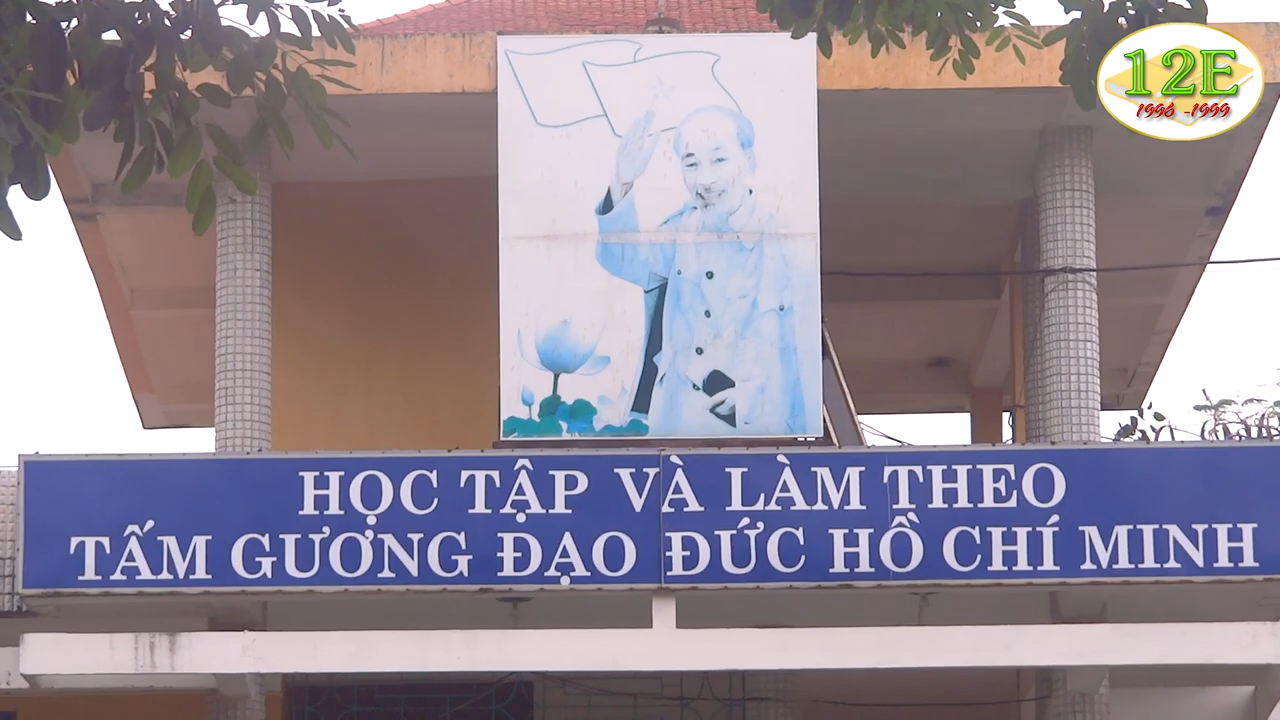 12E
1996 -1999
HỌC TẬP VÀ LÀM THEO
TẤM GƯƠNG ĐẠO ĐỨC HỒ CHÍ MINH